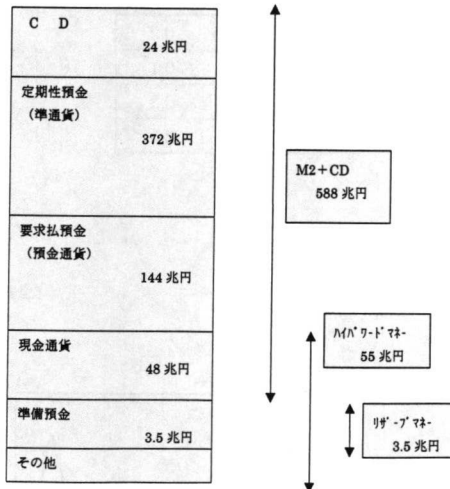 C D
24 兆円
定期性預金
(準通貨)
372 兆円
要求払預金
(預金通貨)
144 兆円
現金通貨
48 兆円
準備預金
3.5 兆円
その他
M2+CD
588 兆円
ﾊｲﾊﾟﾜｰﾄﾞﾏﾈｰ
55 兆円
ﾘｻﾞｰﾌﾞﾏﾈｰ
3.5 兆円